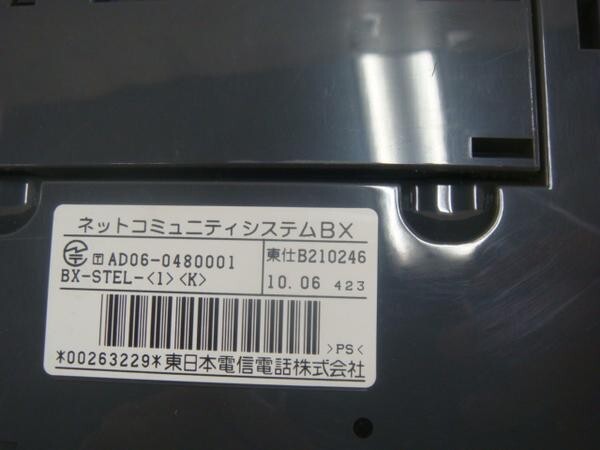 ネットコミュニティシステムBX
T AD06-0480001
東仕B210246
BX-STEL-<1><K>
10.06 423
>PS<
*00263229*東日本電信電話株式会社